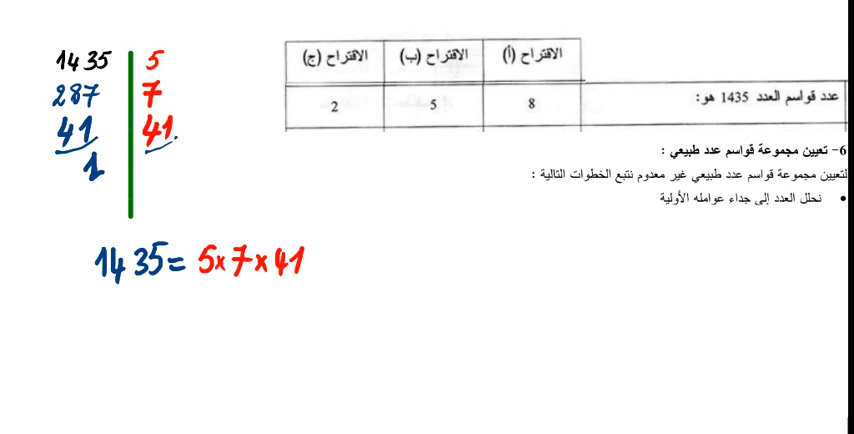 1435 5
287 7
41 41
1
1435 = 5 × 7 × 41
الاقتراح (أ) الاقتراح (ب) الاقتراح (ج)
عدد قواسم العدد 1435 هو: 8 5 2
6- تعيين مجموعة قواسم عدد طبيعي :
لتعيين مجموعة قواسم عدد طبيعي غير معدوم نتبع الخطوات التالية :
• نحلل العدد إلى جداء عوامله الأولية